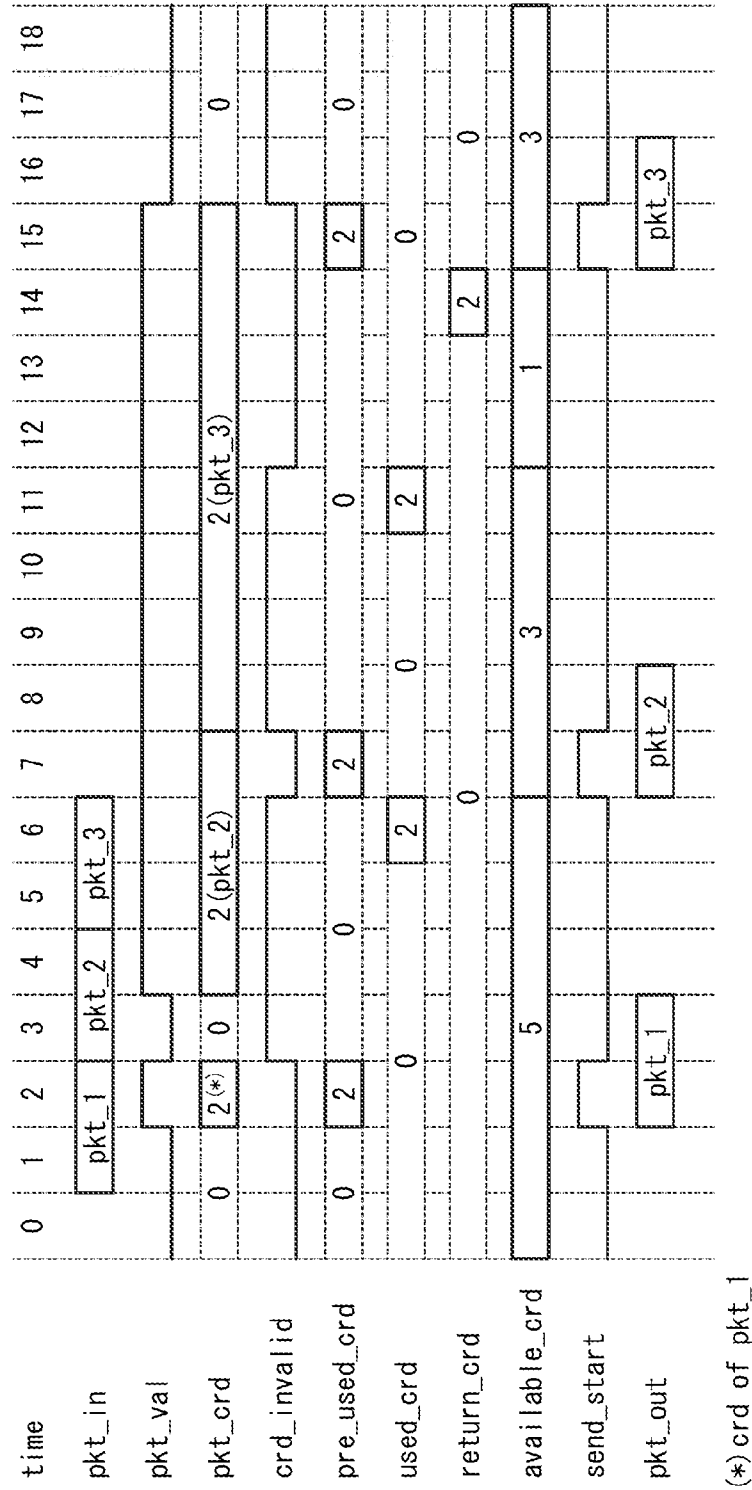 time 0 1 2 3 4 5 6 7 8 9 10 11 12 13 14 15 16 17 18
pkt_in pkt_1 pkt_2 pkt_3
pkt_val
pkt_crd 0 2(*) 0 2(pkt_2) 2(pkt_3) 0
crd_invalid
pre_used_crd 0 2 0 2 0 2 0
used_crd 0 2 0 2 0
return_crd 0 2 0
available_crd 5 3 1 3
send_start
pkt_out pkt_1 pkt_2 pkt_3
(*)crd of pkt_1